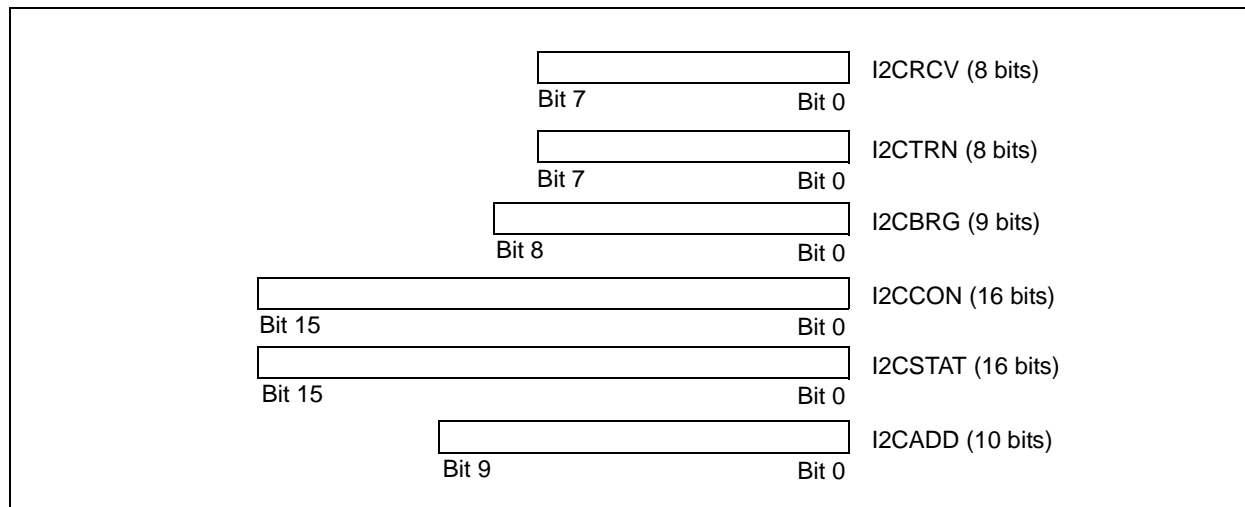 I2CRCV (8 bits)
Bit 7 Bit 0
I2CTRN (8 bits)
Bit 7 Bit 0
I2CBRG (9 bits)
Bit 8 Bit 0
I2CCON (16 bits)
Bit 15 Bit 0
I2CSTAT (16 bits)
Bit 15 Bit 0
I2CADD (10 bits)
Bit 9 Bit 0